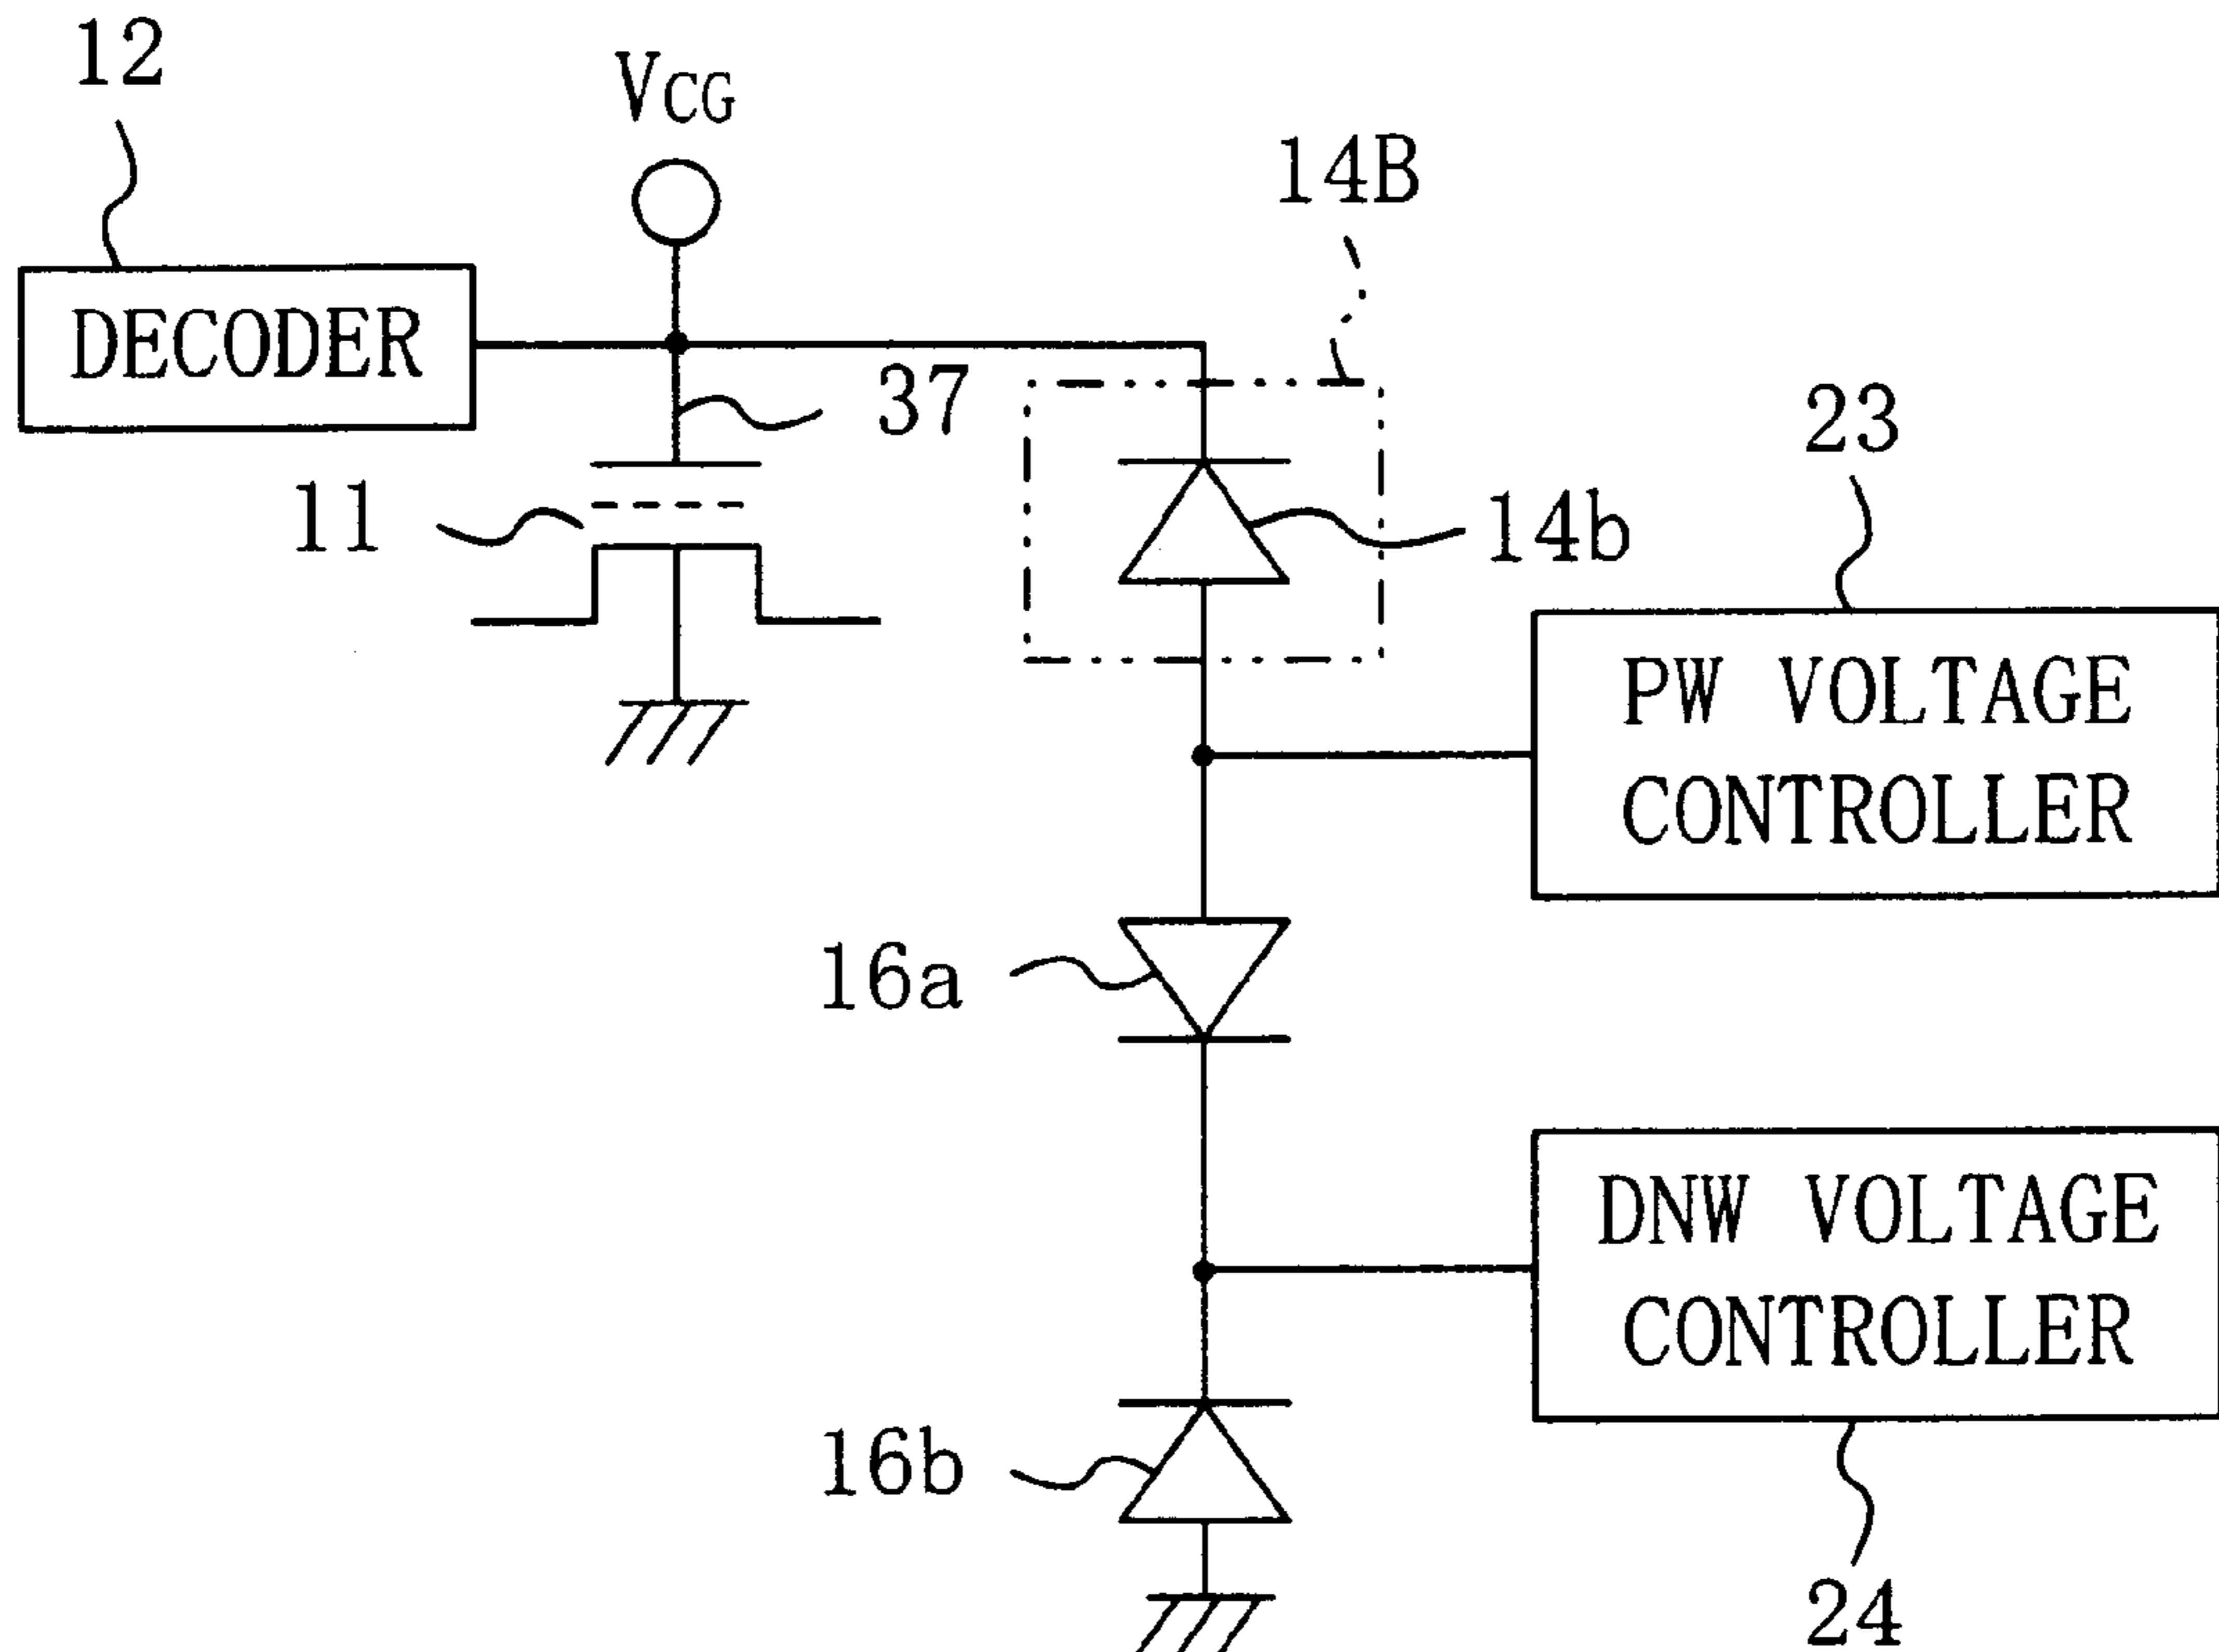 12
VCG
14B
DECODER
37
23
11
14b
PW VOLTAGE
CONTROLLER
16a
DNW VOLTAGE
CONTROLLER
16b
24